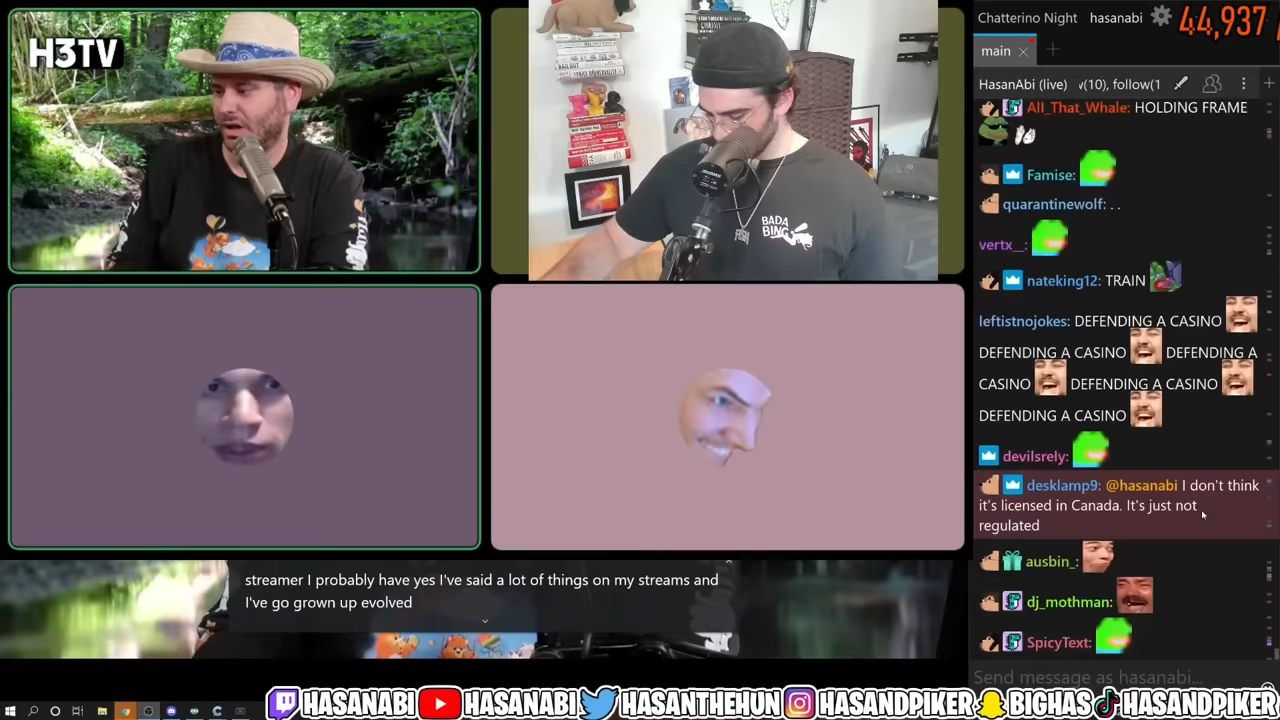 H3TV
BADA
BING
streamer I probably have yes I've said a lot of things on my streams and
I've go grown up evolved
Chatterino Night hasanabi
44,937
main
HasanAbi (live) √(10), follow(1
All_That_Whale: HOLDING FRAME
Famise:
quarantinewolf: . .
vertx__:
nateking12: TRAIN
leftistnojokes: DEFENDING A CASINO
DEFENDING A CASINO DEFENDING A
CASINO DEFENDING A CASINO
DEFENDING A CASINO
devilsrely:
desklamp9: @hasanabi I don't think
it's licensed in Canada. It's just not
regulated
ausbin_:
dj_mothman:
SpicyText:
Send message as hasanabi...
HASANABI HASANABI HASANTHEHUN HASANDPIKER BIGHAS HASANDPIKER